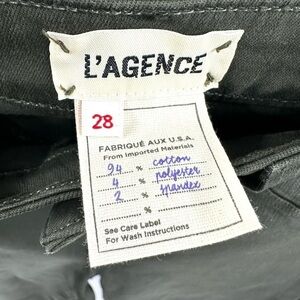 L'AGENCE
28
FABRIQUÉ AUX U.S.A.
From Imported Materials
94 % cotton
4 % polyester
2 % spandex
%
See Care Label
For Wash Instructions